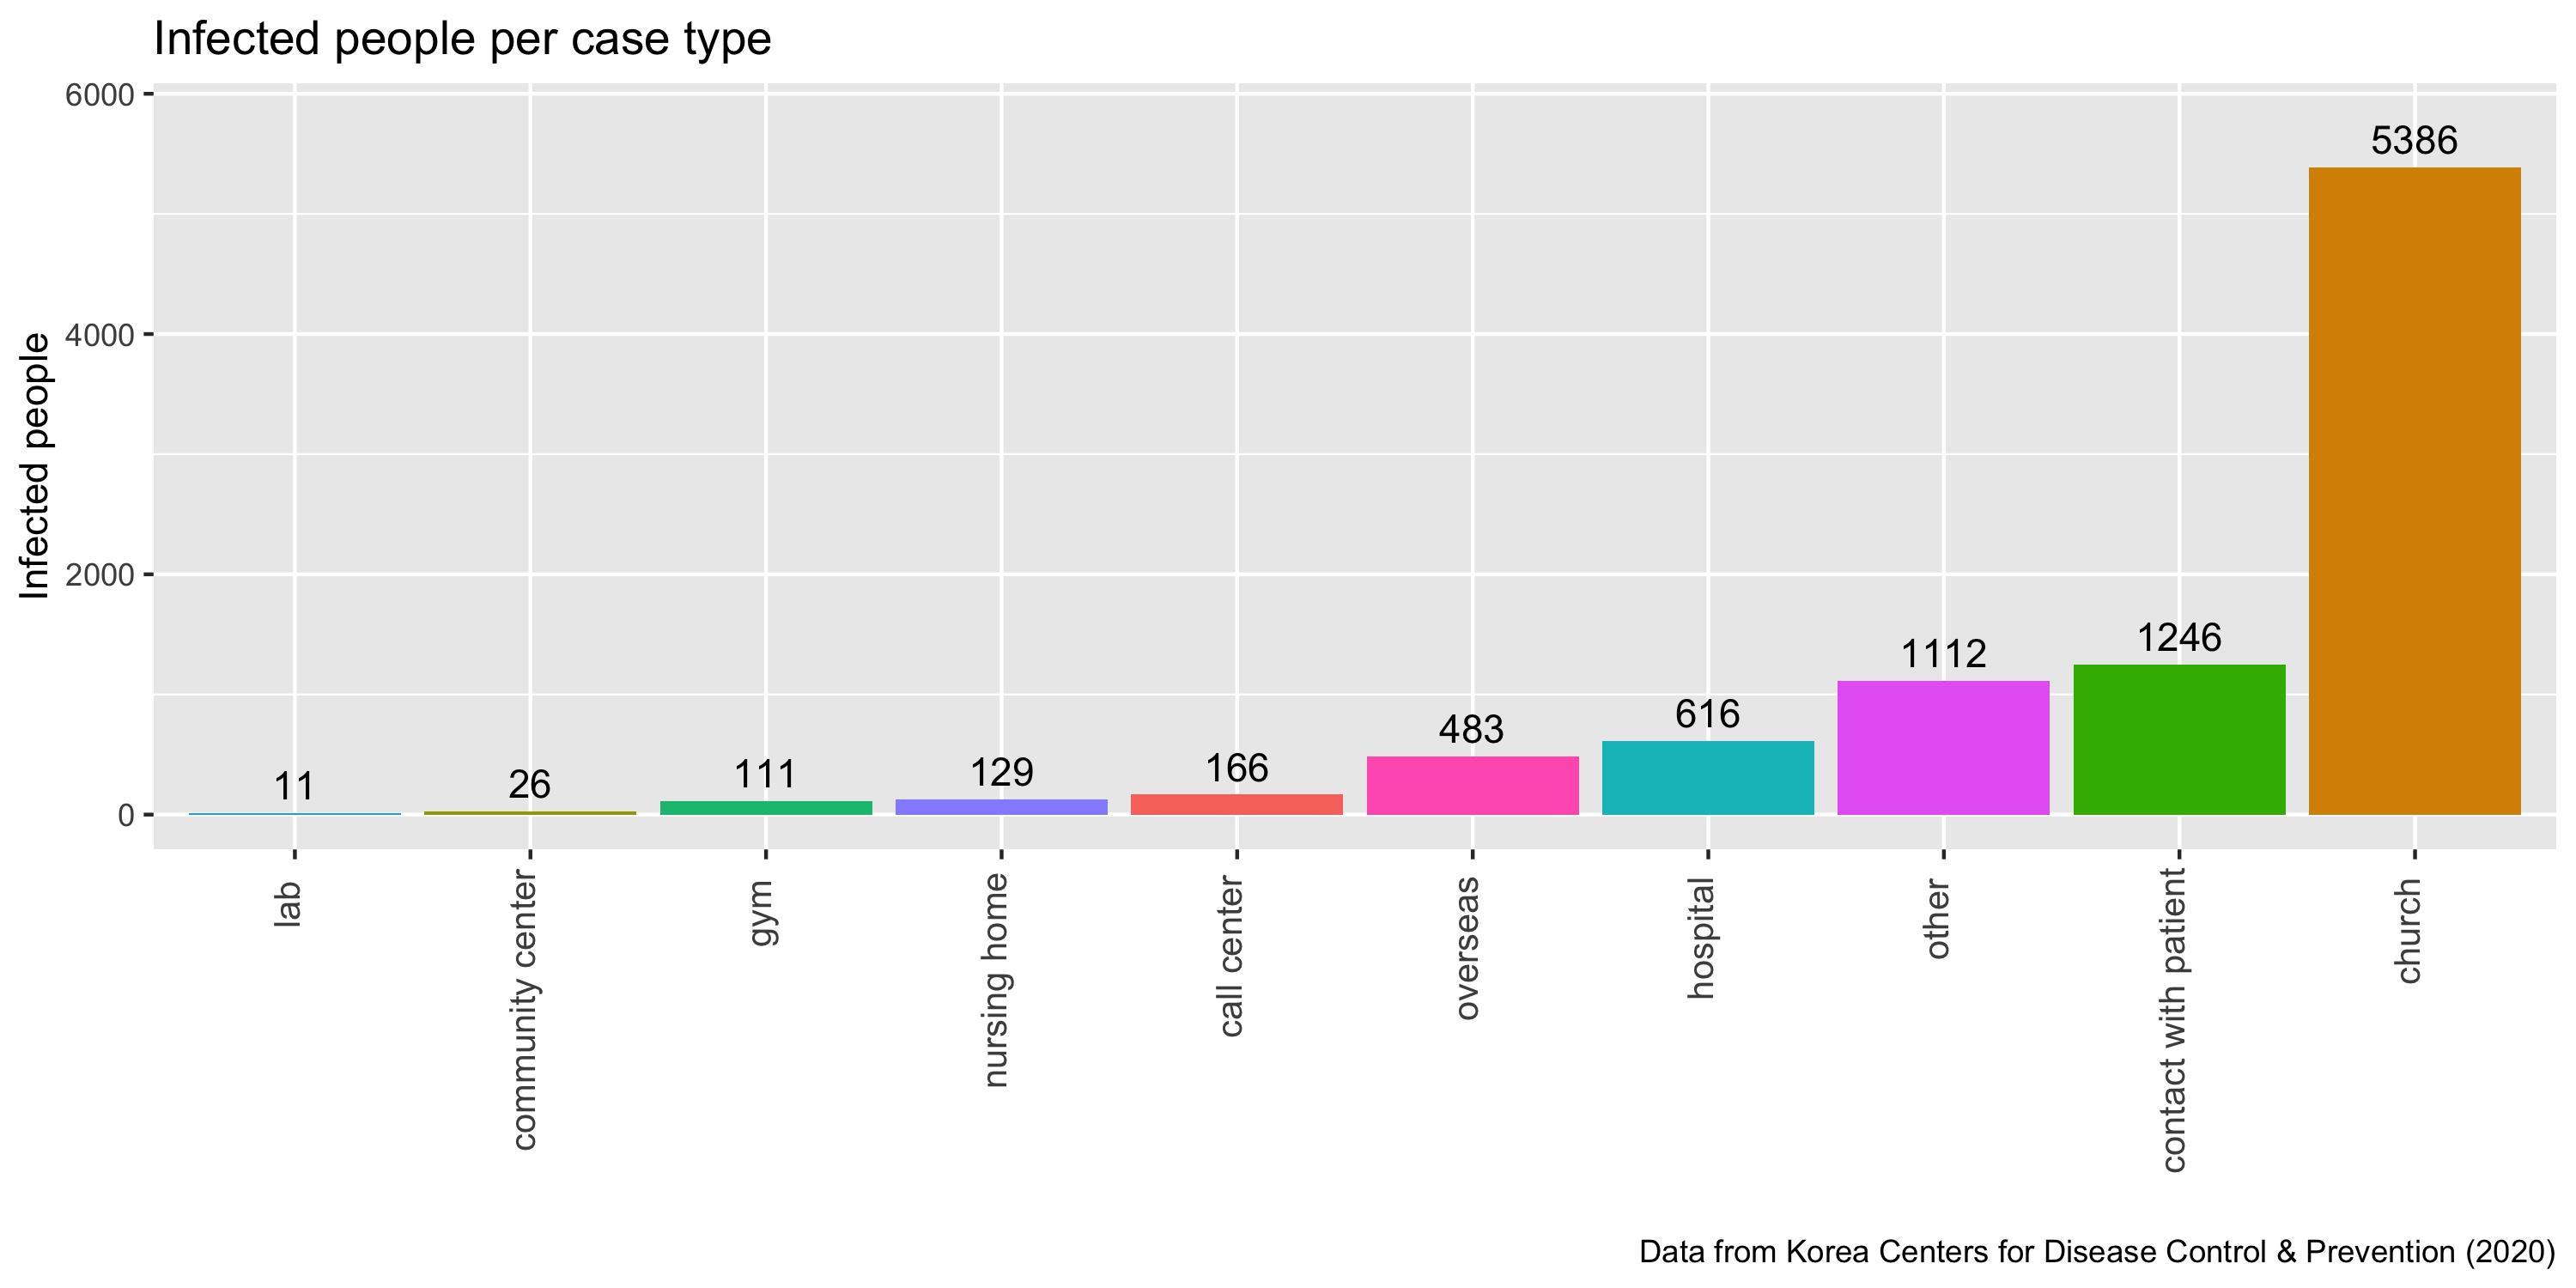 Infected people per case type
6000
4000
2000
0
Infected people
11
26
111
129
166
483
616
1112
1246
5386
lab
community center
gym
nursing home
call center
overseas
hospital
other
contact with patient
church
Data from Korea Centers for Disease Control & Prevention (2020)